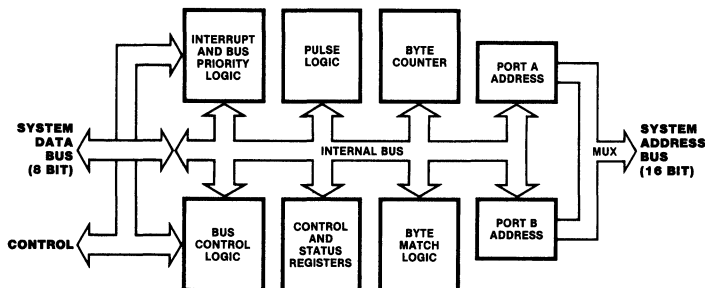 INTERRUPT
AND BUS
PRIORITY
LOGIC
PULSE
LOGIC
BYTE
COUNTER
PORT A
ADDRESS
SYSTEM
DATA
BUS
(8 BIT)
INTERNAL BUS
MUX
SYSTEM
ADDRESS
BUS
(16 BIT)
CONTROL
BUS
CONTROL
LOGIC
CONTROL
AND
STATUS
REGISTERS
BYTE
MATCH
LOGIC
PORT B
ADDRESS